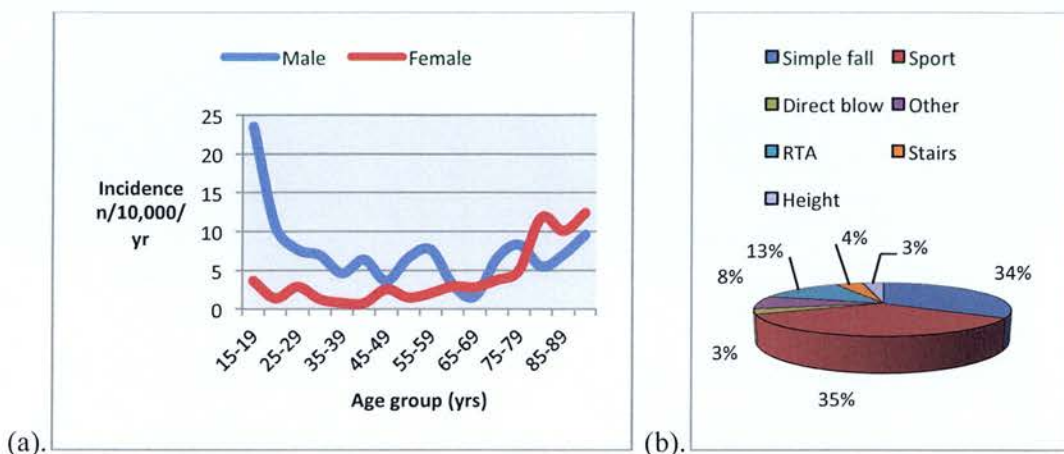 Male Female
25
20
15
10
5
0
Incidence
n/10,000/
yr
15-19
25-29
35-39
45-49
55-59
65-69
75-79
85-89
Age group (yrs)
(a).
Simple fall Sport
Direct blow Other
RTA Stairs
Height
13% 4% 3%
8% 34%
3%
35%
(b).